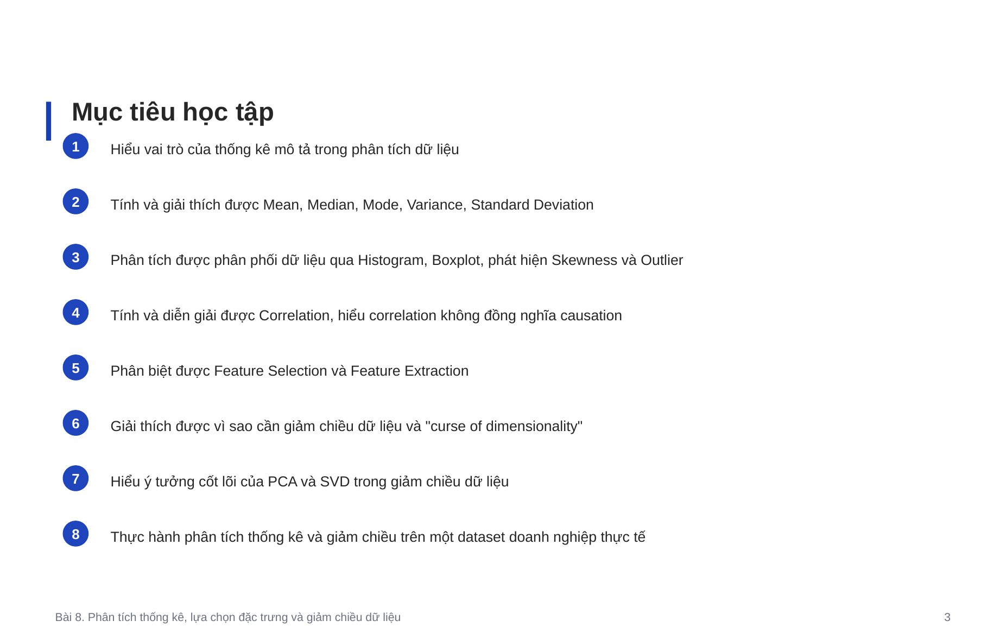 Mục tiêu học tập
1 Hiểu vai trò của thống kê mô tả trong phân tích dữ liệu
2 Tính và giải thích được Mean, Median, Mode, Variance, Standard Deviation
3 Phân tích được phân phối dữ liệu qua Histogram, Boxplot, phát hiện Skewness và Outlier
4 Tính và diễn giải được Correlation, hiểu correlation không đồng nghĩa causation
5 Phân biệt được Feature Selection và Feature Extraction
6 Giải thích được vì sao cần giảm chiều dữ liệu và "curse of dimensionality"
7 Hiểu ý tưởng cốt lõi của PCA và SVD trong giảm chiều dữ liệu
8 Thực hành phân tích thống kê và giảm chiều trên một dataset doanh nghiệp thực tế
Bài 8. Phân tích thống kê, lựa chọn đặc trưng và giảm chiều dữ liệu 3